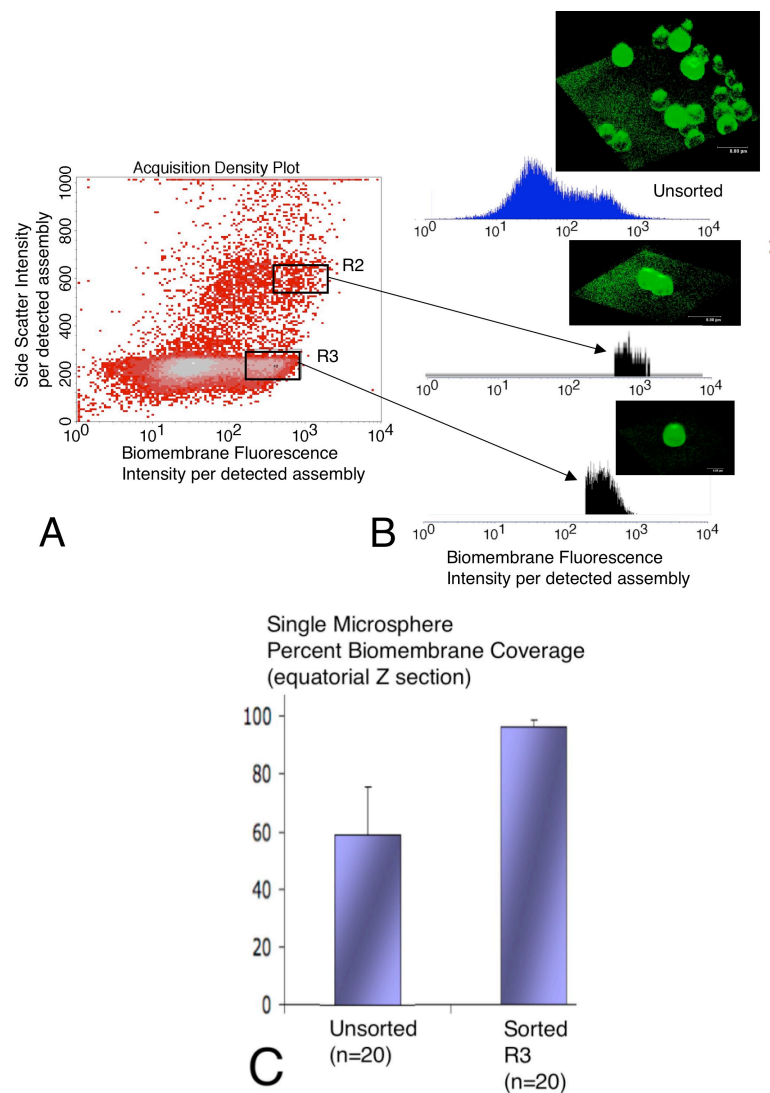 Acquisition Density Plot
Side Scatter Intensity
per detected assembly
1000
800
600
400
200
0
R2
R3
10^0 10^1 10^2 10^3 10^4
Biomembrane Fluorescence
Intensity per detected assembly
A
Unsorted
10^0 10^1 10^2 10^3 10^4
10^0 10^1 10^2 10^3 10^4
10^0 10^1 10^2 10^3 10^4
B
Biomembrane Fluorescence
Intensity per detected assembly
Single Microsphere
Percent Biomembrane Coverage
(equatorial Z section)
100
80
60
40
20
0
Unsorted
(n=20)
Sorted
R3
(n=20)
C